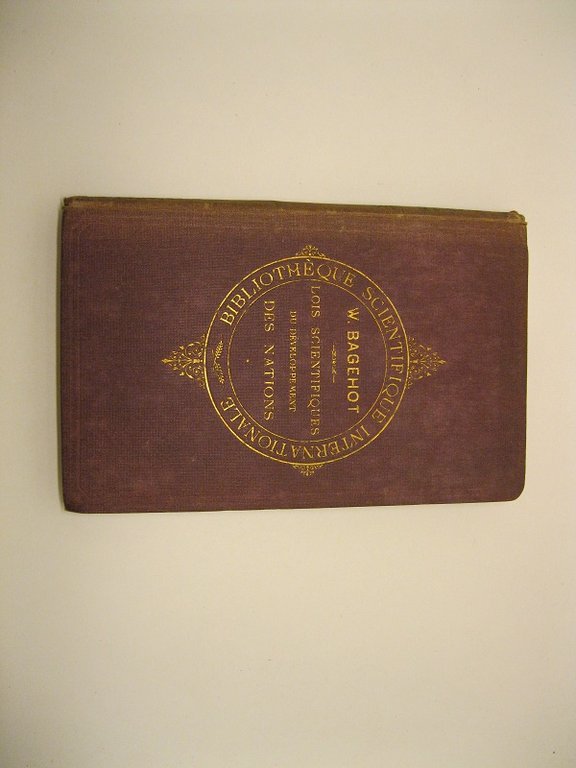 BIBLIOTHÈQUE SCIENTIFIQUE INTERNATIONALE
W. BAGEHOT
LOIS SCIENTIFIQUES
DU DÉVELOPPEMENT
DES NATIONS